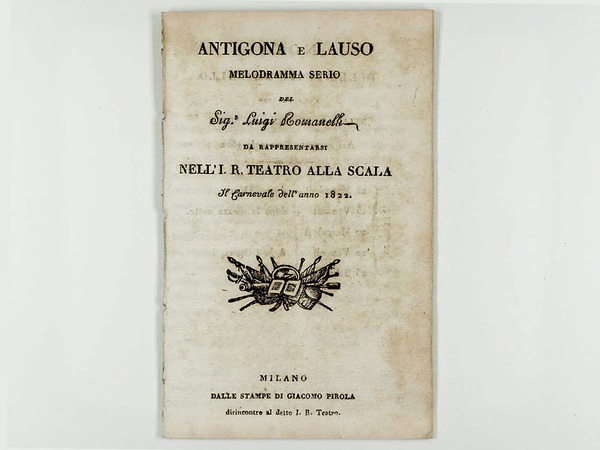 ANTIGONA E LAUSO
MELODRAMMA SERIO
DEL
Sig.r Luigi Romanelli
DA RAPPRESENTARSI
NELL'I. R. TEATRO ALLA SCALA
Il Carnevale dell'anno 1822.
MILANO
DALLE STAMPE DI GIACOMO PIROLA
dirincontre al detto I. R. Teatro.